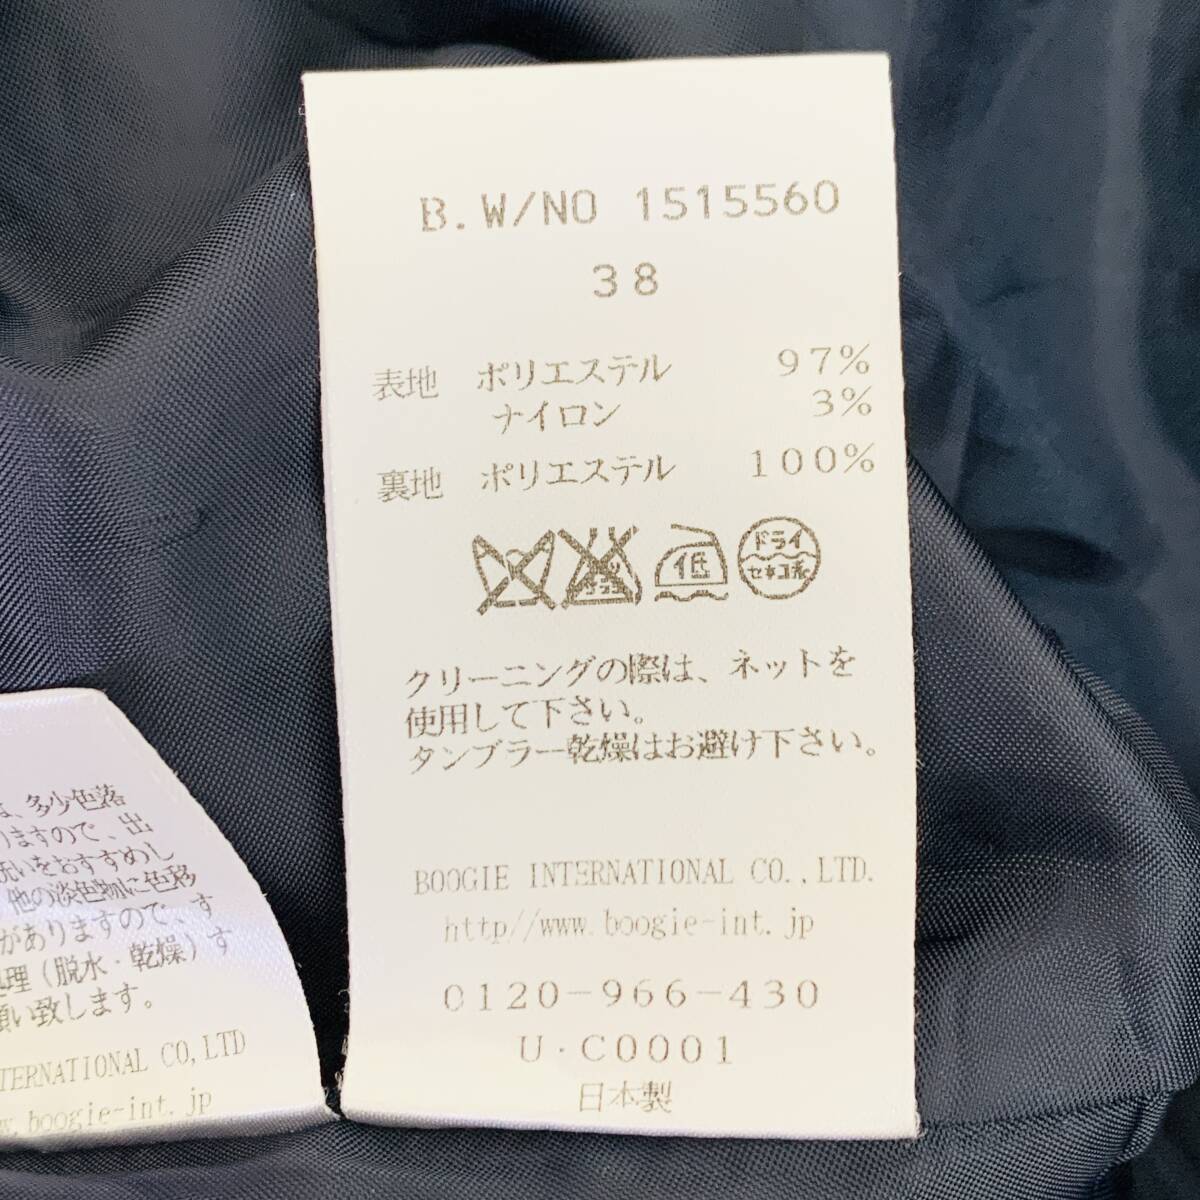 B.W/NO 1515560
38
表地 ポリエステル 97%
ナイロン 3%
裏地 ポリエステル 100%
低
ドライ
セキユ系
クリーニングの際は、ネットを
使用して下さい。
タンブラー乾燥はお避け下さい。
BOOGIE INTERNATIONAL CO.,LTD.
http//www.boogie-int.jp
0120-966-430
U・C0001
日本製
、多少色落
りますので、出
洗いをおすすめし
他の淡色物に色移
がありますので、す
処理(脱水・乾燥)す
願い致します。
TERNATIONAL CO,LTD
w.boogie-int.jp